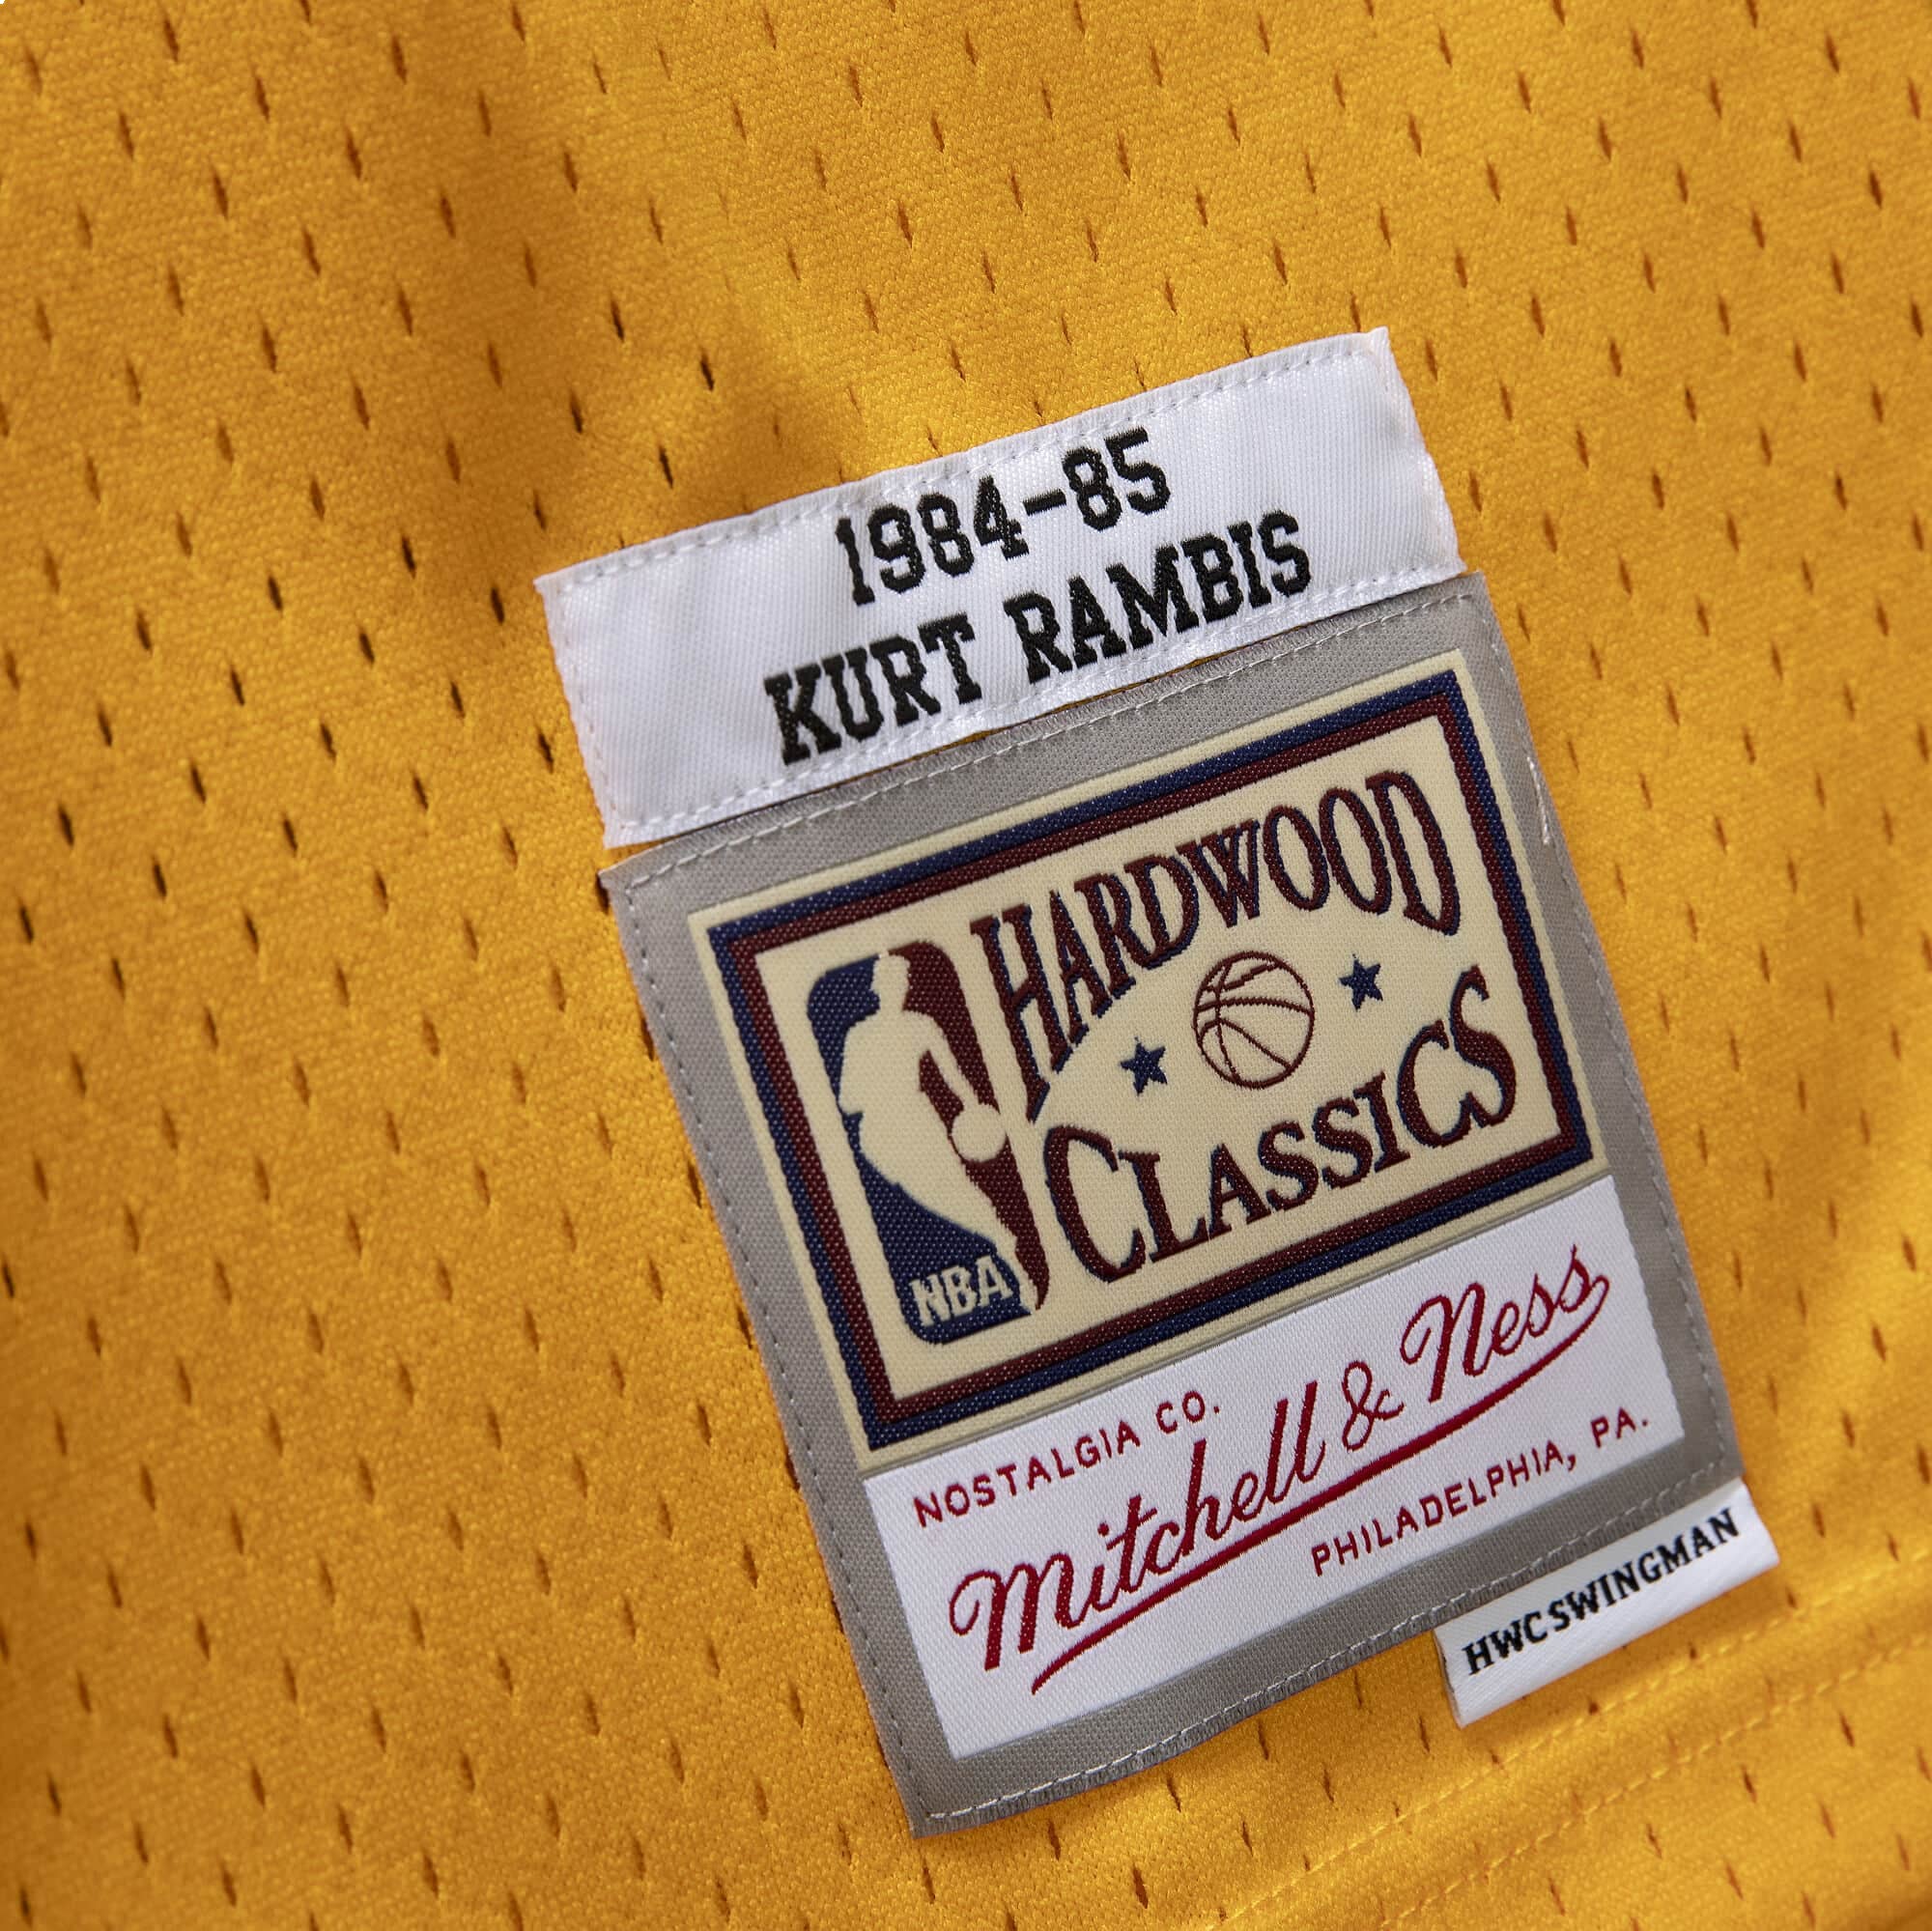 1984-85
KURT RAMBIS
HARDWOOD
CLASSICS
NBA
NOSTALGIA CO.
Mitchell & Ness
PHILADELPHIA, PA.
HWC SWINGMAN